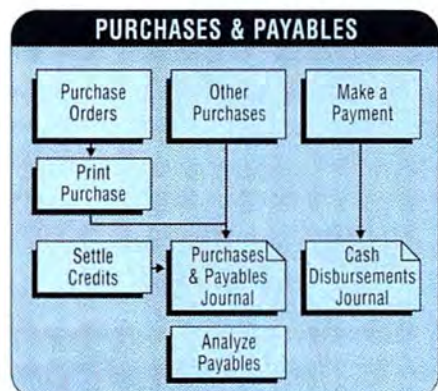 PURCHASES & PAYABLES
Purchase
Orders
Other
Purchases
Make a
Payment
Print
Purchase
Settle
Credits
Purchases
& Payables
Journal
Cash
Disbursements
Journal
Analyze
Payables